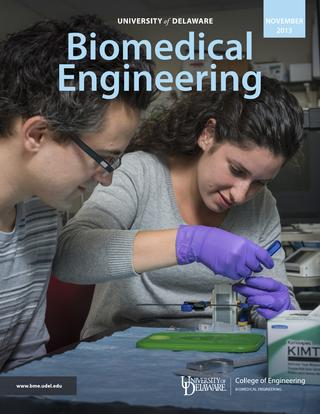 UNIVERSITY of DELAWARE
NOVEMBER
2013
Biomedical
Engineering
KIMT
www.bme.udel.edu
UNIVERSITY OF
DELAWARE
College of Engineering
BIOMEDICAL ENGINEERING